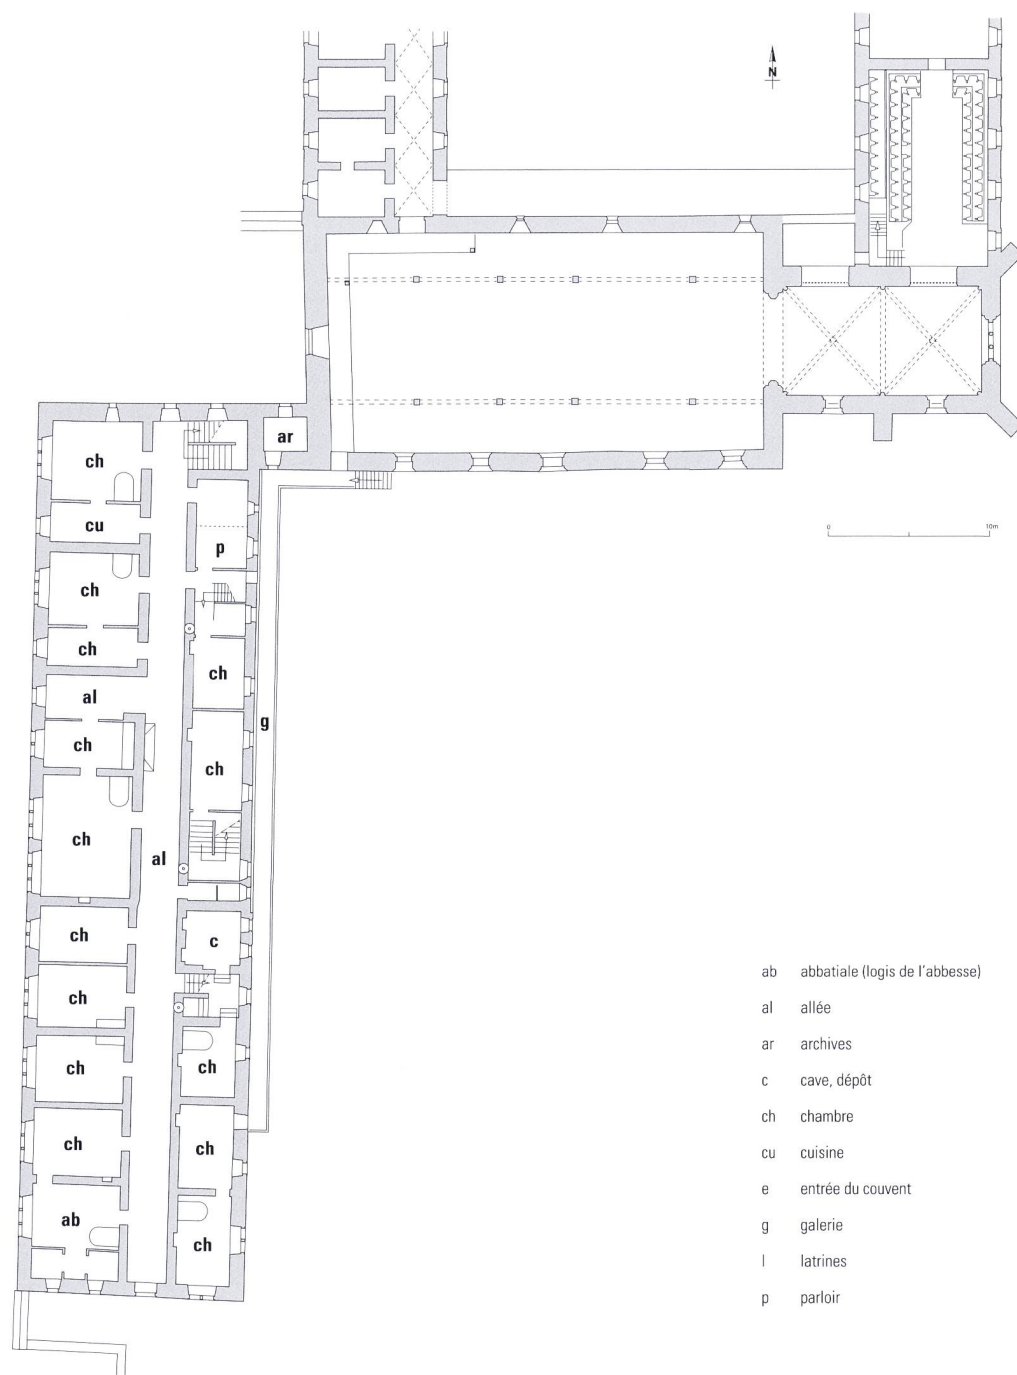 N
ar
ch
cu
p
ch
0 10m
ch
ch
al
ch
g
ch
ch
ch
al
ch
c
ch
ch
ch
ch
ch
ab
ch
ab abbatiale (logis de l'abbesse)
al allée
ar archives
c cave, dépôt
ch chambre
cu cuisine
e entrée du couvent
g galerie
l latrines
p parloir